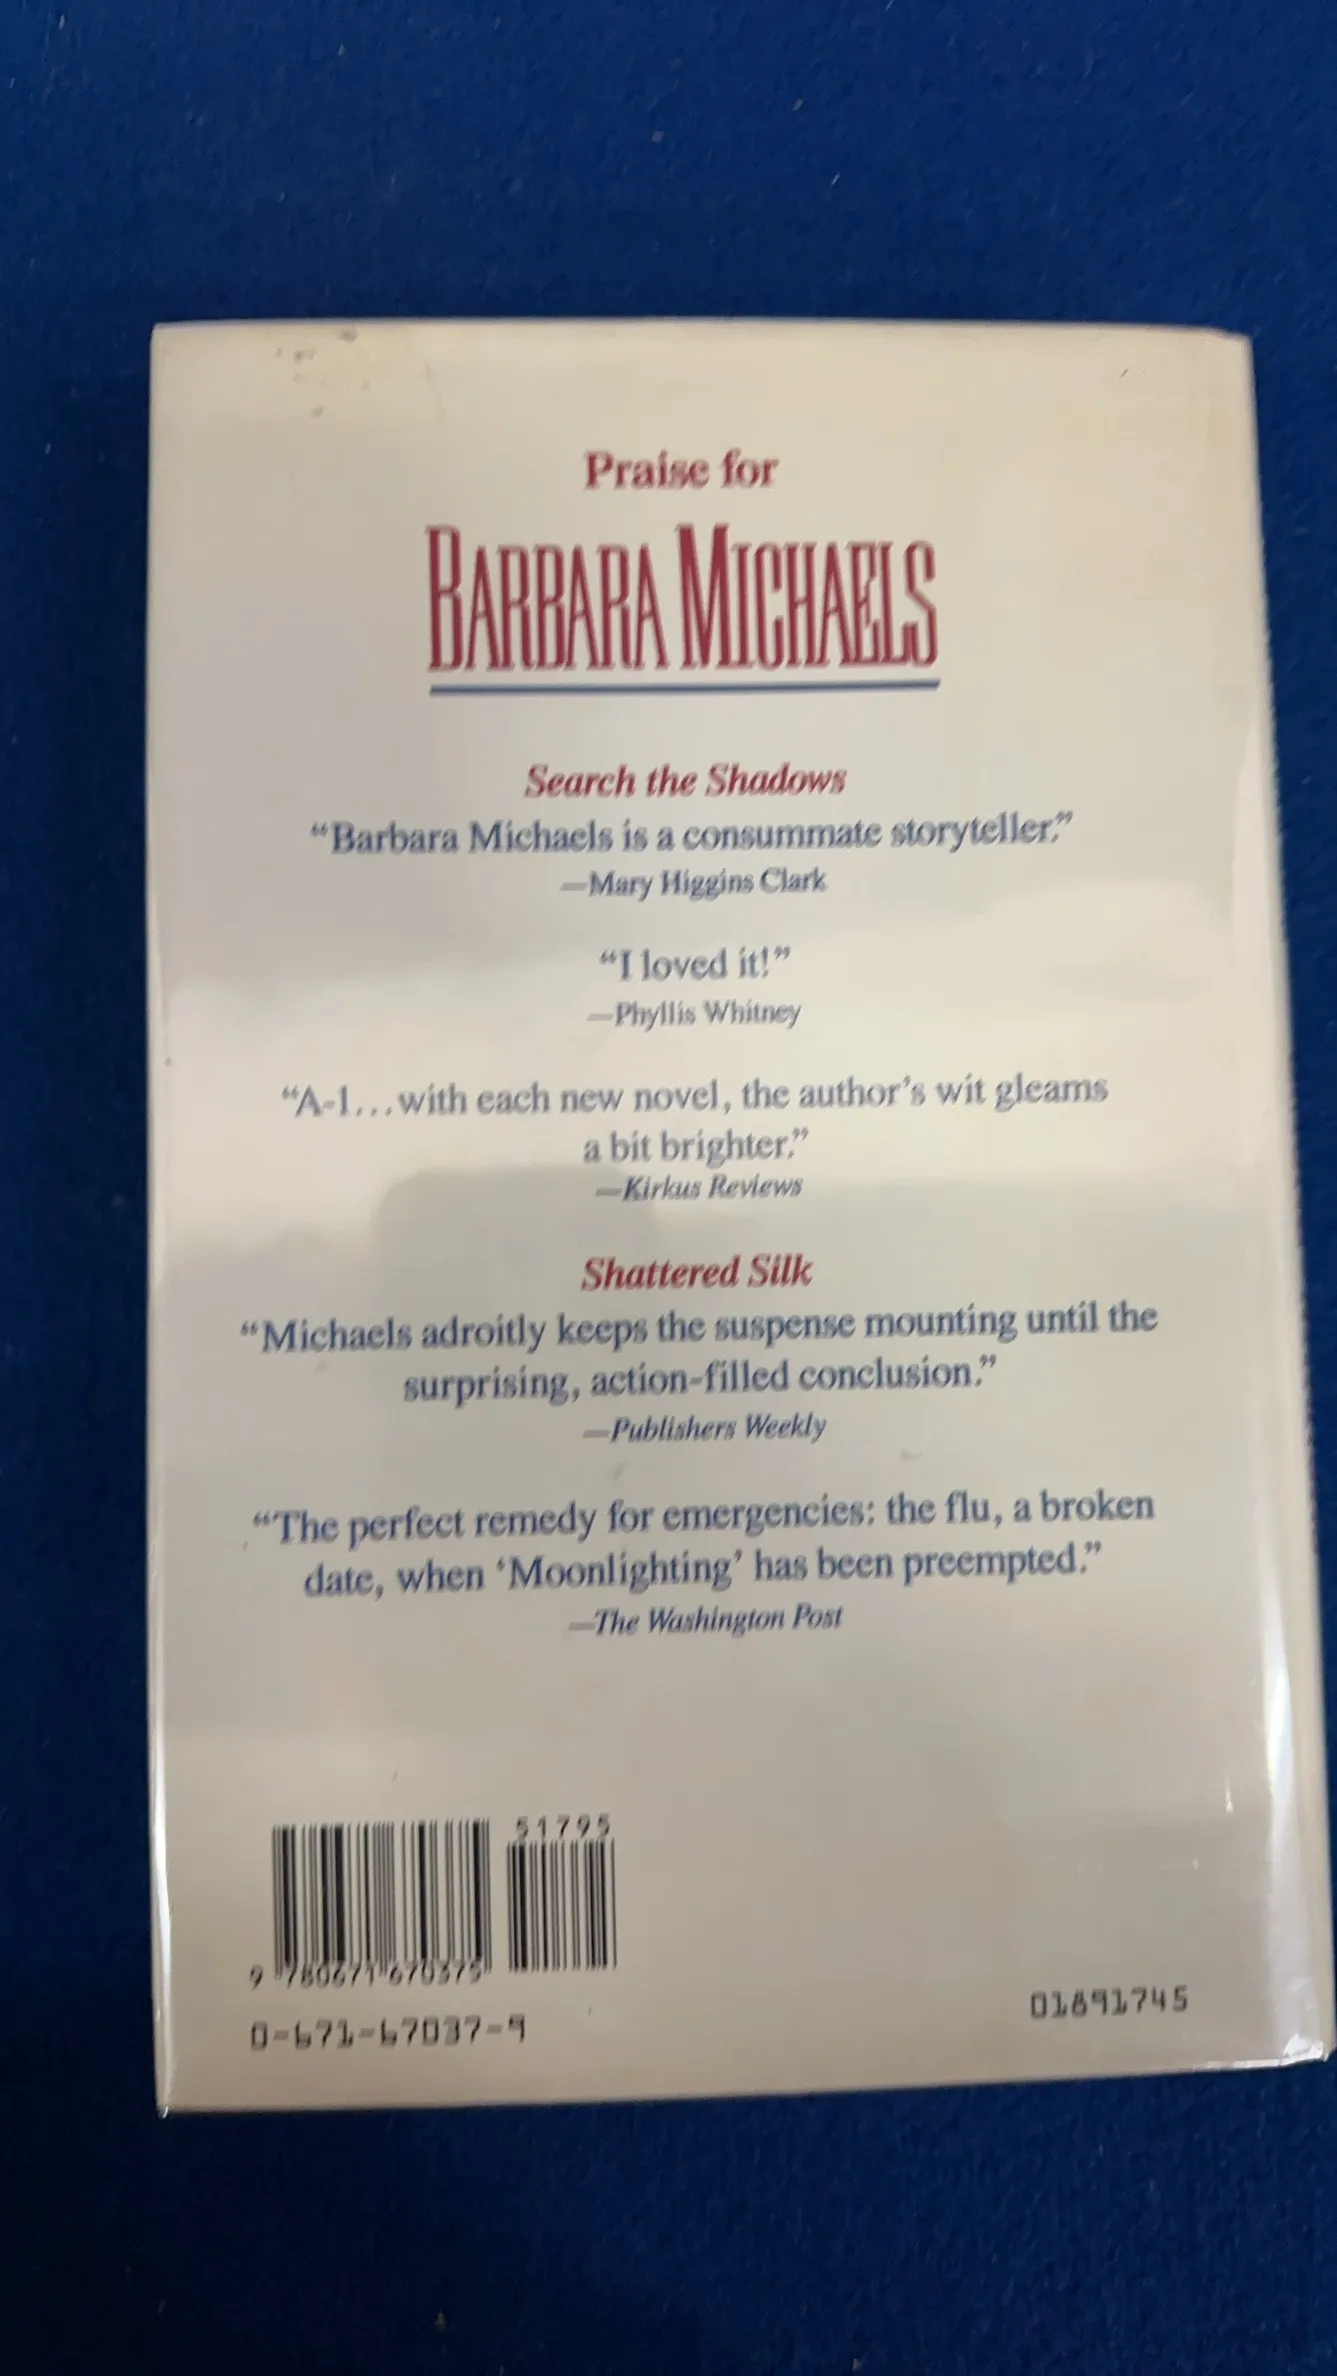 Praise for
BARBARA MICHAELS
Search the Shadows
“Barbara Michaels is a consummate storyteller.”
—Mary Higgins Clark
“I loved it!”
—Phyllis Whitney
“A-1...with each new novel, the author’s wit gleams
a bit brighter.”
—Kirkus Reviews
Shattered Silk
“Michaels adroitly keeps the suspense mounting until the
surprising, action-filled conclusion.”
—Publishers Weekly
“The perfect remedy for emergencies: the flu, a broken
date, when ‘Moonlighting’ has been preempted.”
—The Washington Post
51795
9 780671 670375
0-671-67037-9
01891745